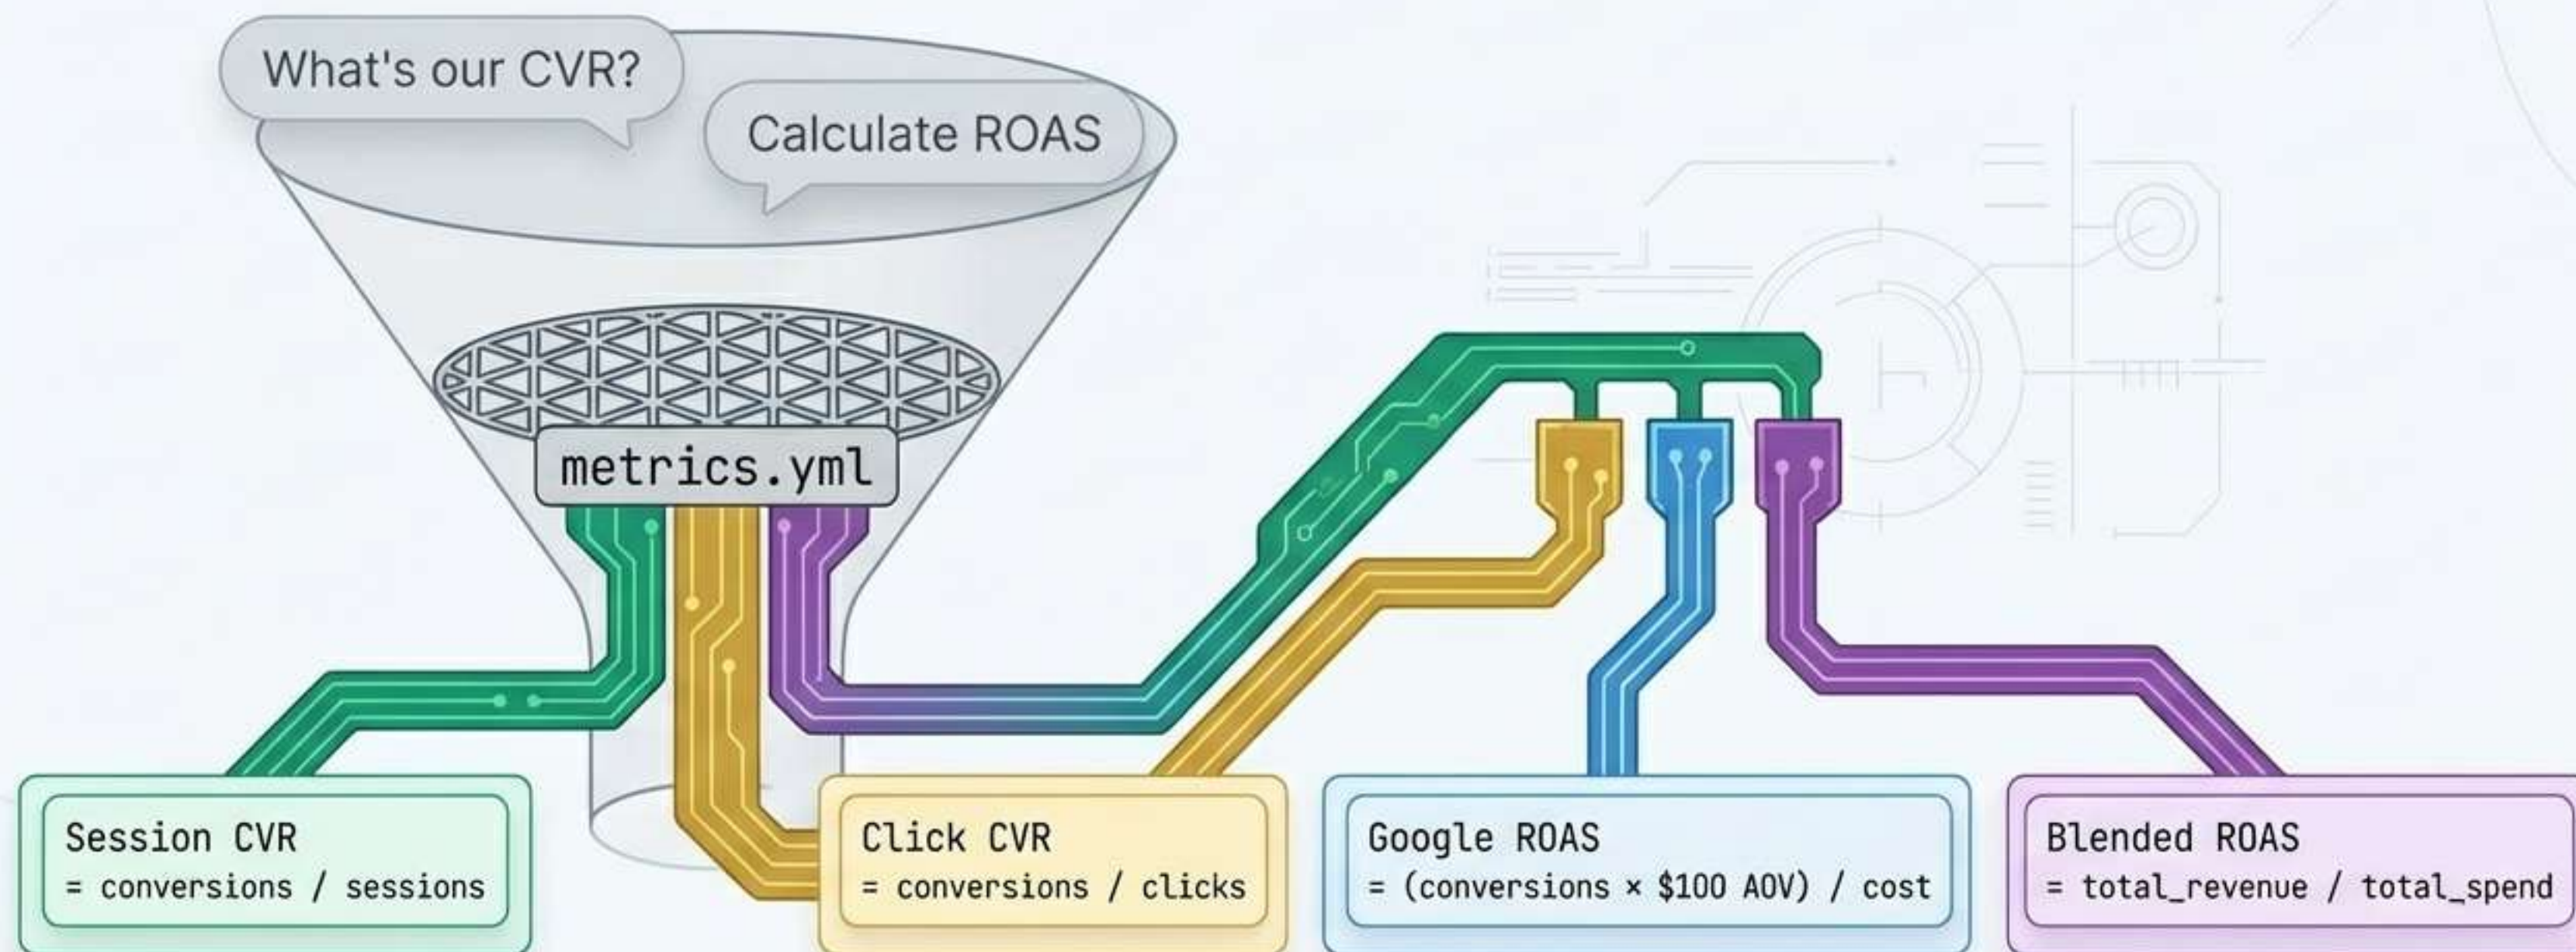 What's our CVR?
Calculate ROAS
metrics.yml
Session CVR
= conversions / sessions
Click CVR
= conversions / clicks
Google ROAS
= (conversions × $100 AOV) / cost
Blended ROAS
= total_revenue / total_spend